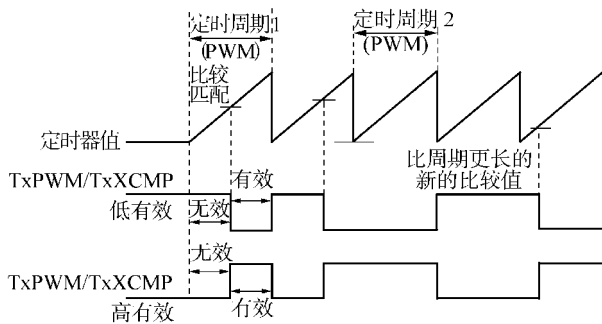 定时周期1
(PWM)
定时周期2
(PWM)
比较
匹配
定时器值
比周期更长的
新的比较值
TxPWM/TxXCMP
低有效
无效
有效
无效
TxPWM/TxXCMP
高有效
有效